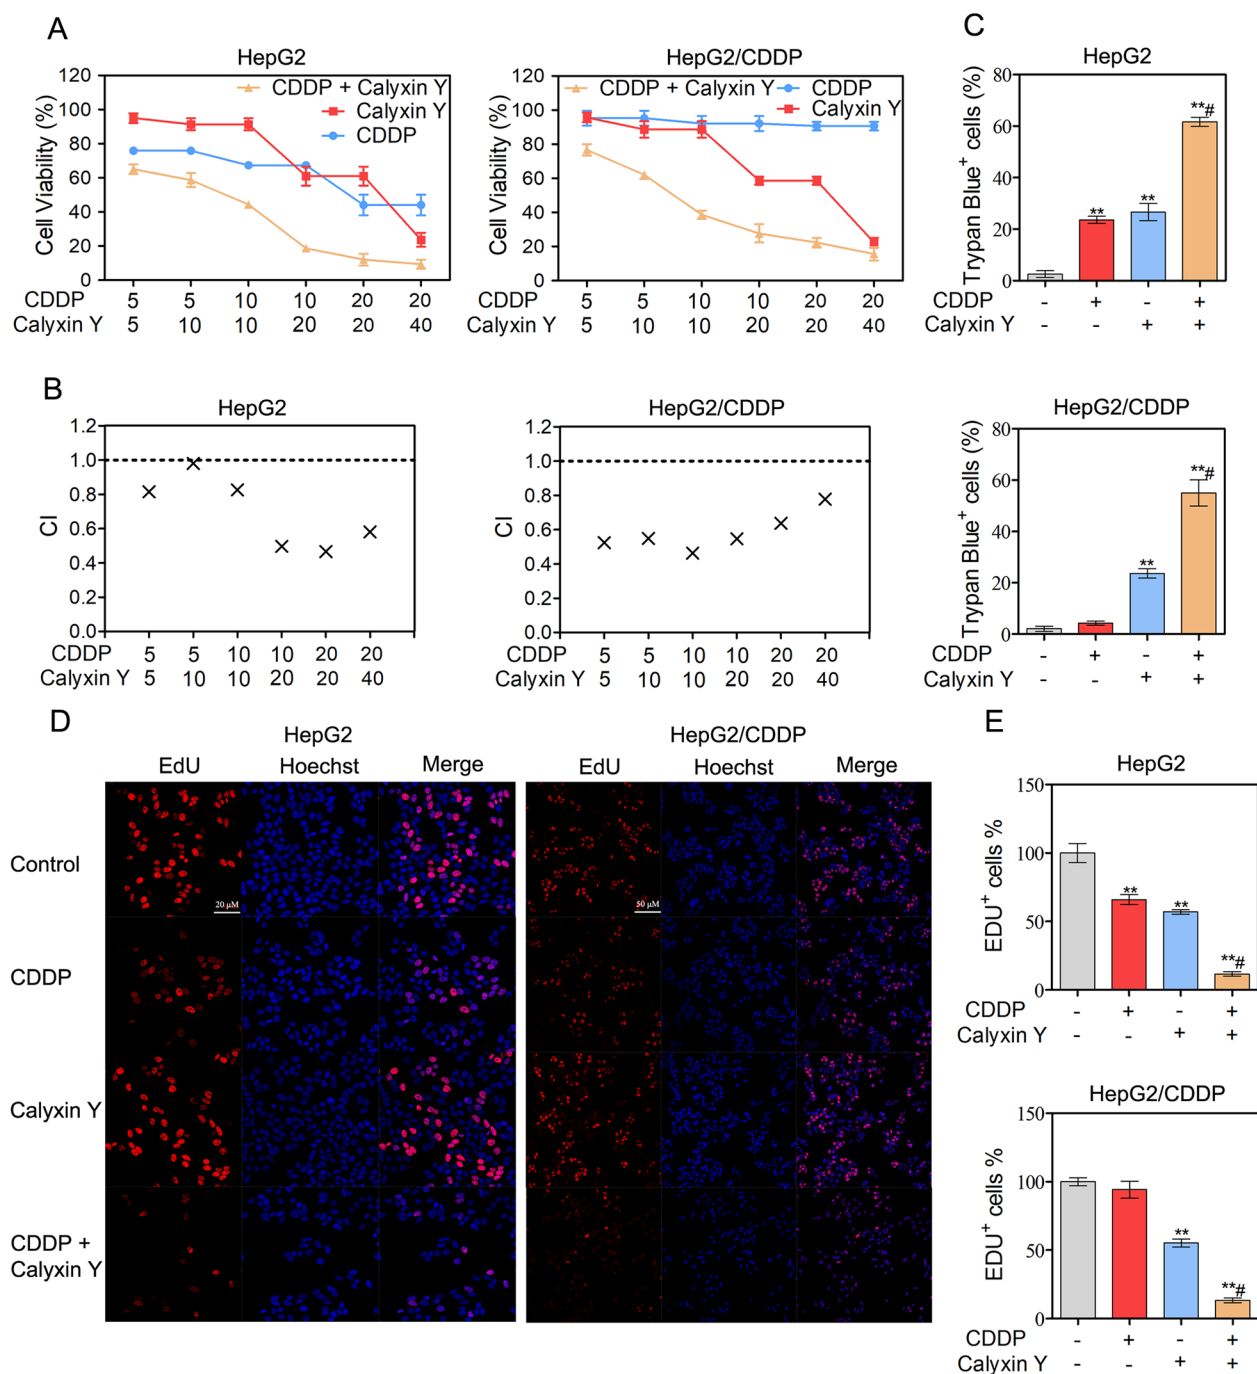 A
HepG2
Cell Viability (%)
120
100
80
60
40
20
0
CDDP + Calyxin Y
Calyxin Y
CDDP
CDDP 5 5 10 10 20 20
Calyxin Y 5 10 10 20 20 40
HepG2/CDDP
Cell Viability (%)
120
100
80
60
40
20
0
CDDP + Calyxin Y
CDDP
Calyxin Y
CDDP 5 5 10 10 20 20
Calyxin Y 5 10 10 20 20 40
C
HepG2
Trypan Blue+ cells (%)
80
60
40
20
0
** ** **#
CDDP - + - +
Calyxin Y - - + +
B
HepG2
CI
1.2
1.0
0.8
0.6
0.4
0.2
0.0
CDDP 5 5 10 10 20 20
Calyxin Y 5 10 10 20 20 40
HepG2/CDDP
CI
1.2
1.0
0.8
0.6
0.4
0.2
0.0
CDDP 5 5 10 10 20 20
Calyxin Y 5 10 10 20 20 40
HepG2/CDDP
Trypan Blue+ cells (%)
80
60
40
20
0
** **#
CDDP - + - +
Calyxin Y - - + +
D
HepG2
EdU Hoechst Merge
HepG2/CDDP
EdU Hoechst Merge
Control
20 μM
50 μM
CDDP
Calyxin Y
CDDP +
Calyxin Y
E
HepG2
EDU+ cells %
150
100
50
0
** ** **#
CDDP - + - +
Calyxin Y - - + +
HepG2/CDDP
EDU+ cells %
150
100
50
0
** **#
CDDP - + - +
Calyxin Y - - + +